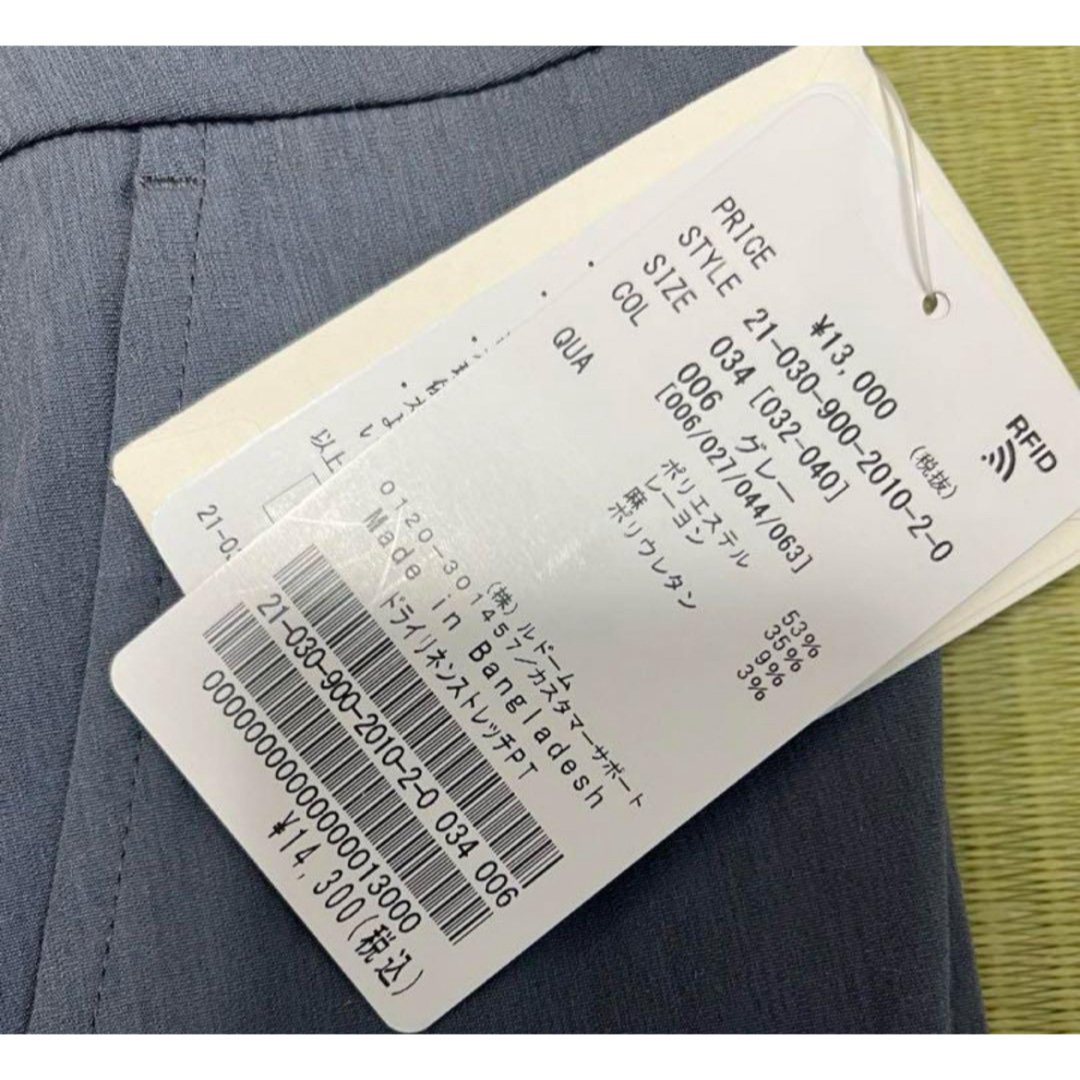 RFID
PRICE ¥13,000 (税抜)
STYLE 21-030-900-2010-2-0
SIZE 034 [032-040]
COL 006 グレー
[006/027/044/063]
QUA ポリエステル 53%
レーヨン 35%
麻 9%
ポリウレタン 3%
(株)ルドーム
0120-301457/カスタマーサポート
Made in Bangladesh
ドライリネンストレッチPT
21-030-900-2010-2-0 034 006
¥14,300(税込)
以上